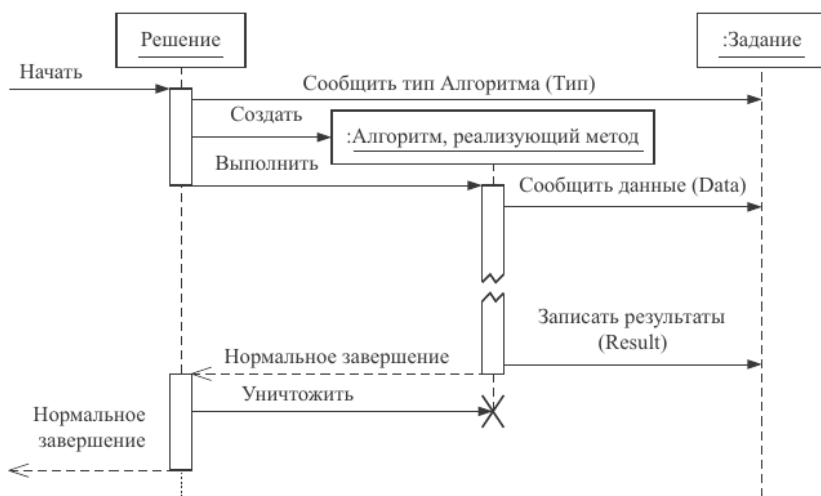 Решение
:Задание
Начать
Сообщить тип Алгоритма (Тип)
Создать
:Алгоритм, реализующий метод
Выполнить
Сообщить данные (Data)
Записать результаты
(Result)
Нормальное завершение
Уничтожить
Нормальное
завершение